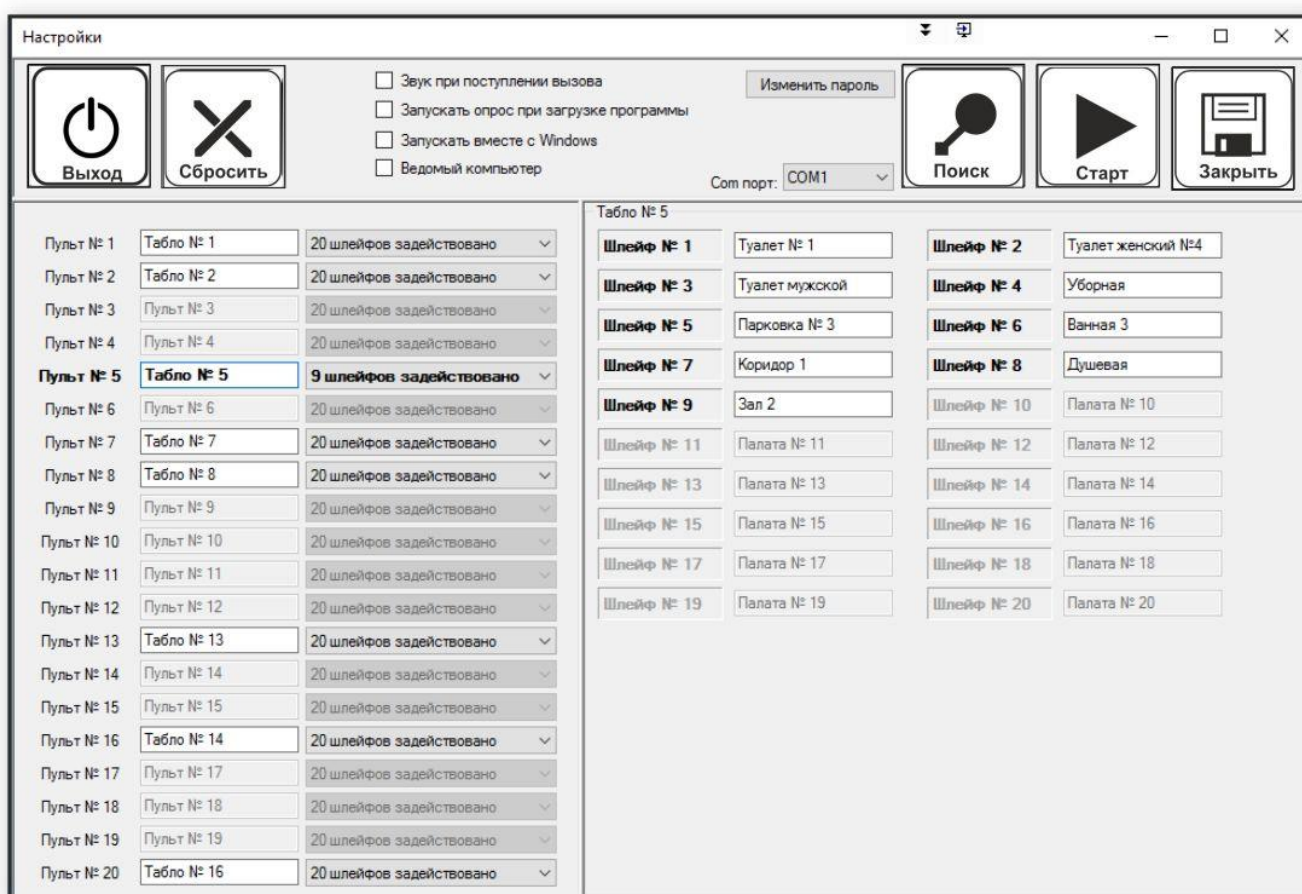 Настройки
Выход
Сбросить
Звук при поступлении вызова
Запускать опрос при загрузке программы
Запускать вместе с Windows
Ведомый компьютер
Изменить пароль
Com порт: COM1
Поиск
Старт
Закрыть
Пульт № 1 Табло № 1 20 шлейфов задействовано
Пульт № 2 Табло № 2 20 шлейфов задействовано
Пульт № 3 Пульт № 3 20 шлейфов задействовано
Пульт № 4 Пульт № 4 20 шлейфов задействовано
Пульт № 5 Табло № 5 9 шлейфов задействовано
Пульт № 6 Пульт № 6 20 шлейфов задействовано
Пульт № 7 Табло № 7 20 шлейфов задействовано
Пульт № 8 Табло № 8 20 шлейфов задействовано
Пульт № 9 Пульт № 9 20 шлейфов задействовано
Пульт № 10 Пульт № 10 20 шлейфов задействовано
Пульт № 11 Пульт № 11 20 шлейфов задействовано
Пульт № 12 Пульт № 12 20 шлейфов задействовано
Пульт № 13 Табло № 13 20 шлейфов задействовано
Пульт № 14 Пульт № 14 20 шлейфов задействовано
Пульт № 15 Пульт № 15 20 шлейфов задействовано
Пульт № 16 Табло № 14 20 шлейфов задействовано
Пульт № 17 Пульт № 17 20 шлейфов задействовано
Пульт № 18 Пульт № 18 20 шлейфов задействовано
Пульт № 19 Пульт № 19 20 шлейфов задействовано
Пульт № 20 Табло № 16 20 шлейфов задействовано
Табло № 5
Шлейф № 1 Туалет № 1 Шлейф № 2 Туалет женский №4
Шлейф № 3 Туалет мужской Шлейф № 4 Уборная
Шлейф № 5 Парковка № 3 Шлейф № 6 Ванная 3
Шлейф № 7 Коридор 1 Шлейф № 8 Душевая
Шлейф № 9 Зал 2 Шлейф № 10 Палата № 10
Шлейф № 11 Палата № 11 Шлейф № 12 Палата № 12
Шлейф № 13 Палата № 13 Шлейф № 14 Палата № 14
Шлейф № 15 Палата № 15 Шлейф № 16 Палата № 16
Шлейф № 17 Палата № 17 Шлейф № 18 Палата № 18
Шлейф № 19 Палата № 19 Шлейф № 20 Палата № 20